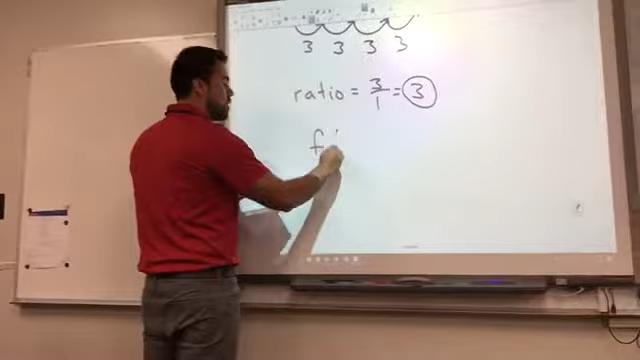 3 3 3 3
ratio = 3/1 = 3
f